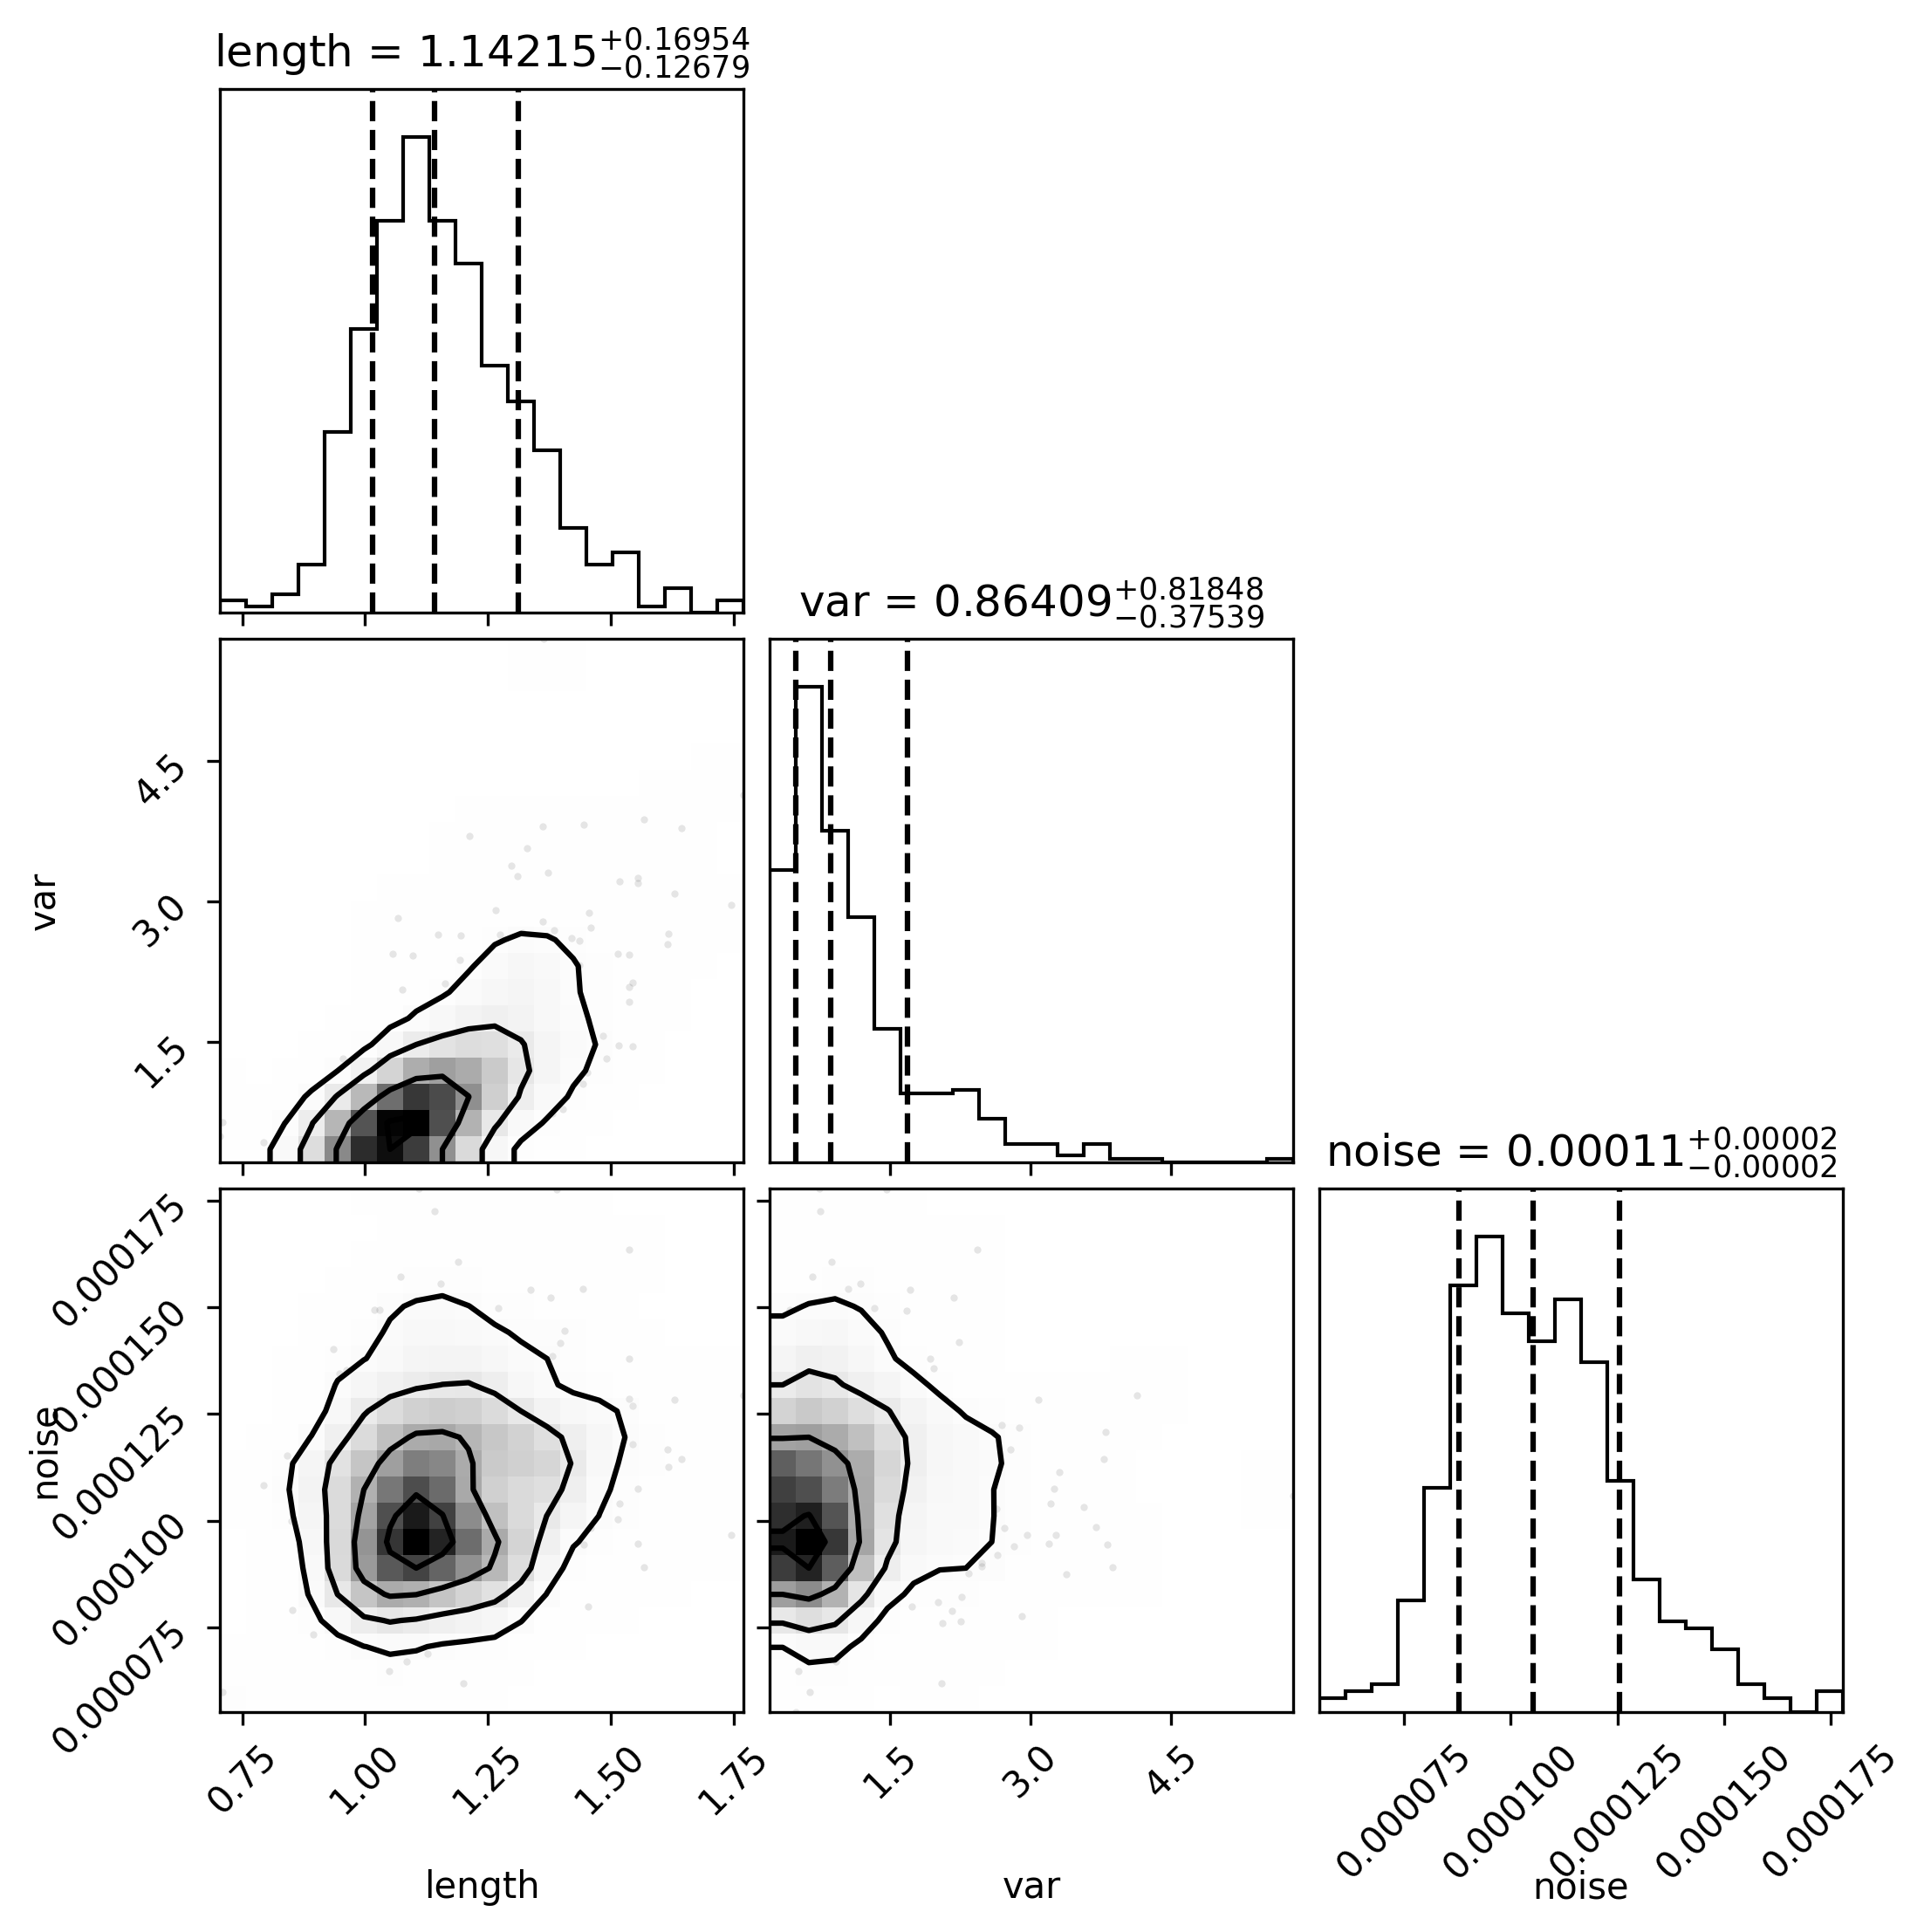 length = 1.14215 +0.16954 −0.12679
var = 0.86409 +0.81848 −0.37539
4.5
3.0
1.5
var
noise = 0.00011 +0.00002 −0.00002
0.000175
0.000150
0.000125
0.000100
0.000075
noise
0.75 1.00 1.25 1.50 1.75
1.5 3.0 4.5
0.000075 0.000100 0.000125 0.000150 0.000175
length
var
noise